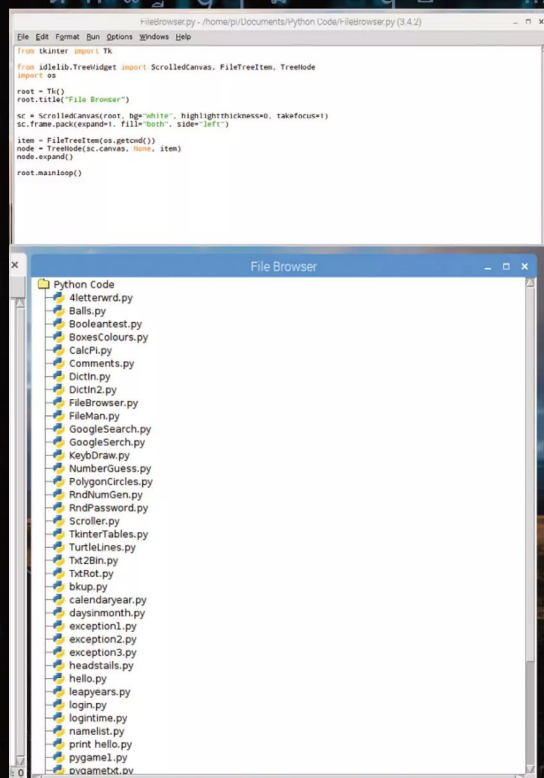 FileBrowser.py - /home/pi/Documents/Python Code/FileBrowser.py (3.4.2)
File Edit Format Run Options Windows Help
from tkinter import Tk
from idlelib.TreeWidget import ScrolledCanvas, FileTreeItem, TreeNode
import os
root = Tk()
root.title("File Browser")
sc = ScrolledCanvas(root, bg="white", highlightthickness=0, takefocus=1)
sc.frame.pack(expand=1, fill="both", side="left")
item = FileTreeItem(os.getcwd())
node = TreeNode(sc.canvas, None, item)
node.expand()
root.mainloop()
File Browser
Python Code
4letterwrd.py
Balls.py
Booleantest.py
BoxesColours.py
CalcPi.py
Comments.py
DictIn.py
DictIn2.py
FileBrowser.py
FileMan.py
GoogleSearch.py
GoogleSerch.py
KeybDraw.py
NumberGuess.py
PolygonCircles.py
RndNumGen.py
RndPassword.py
Scroller.py
TkinterTables.py
TurtleLines.py
Txt2Bin.py
TxtRot.py
bkup.py
calendaryear.py
daysinmonth.py
exception1.py
exception2.py
exception3.py
headstails.py
hello.py
leapyears.py
login.py
logintime.py
namelist.py
print hello.py
pygame1.py
pygametxt.py